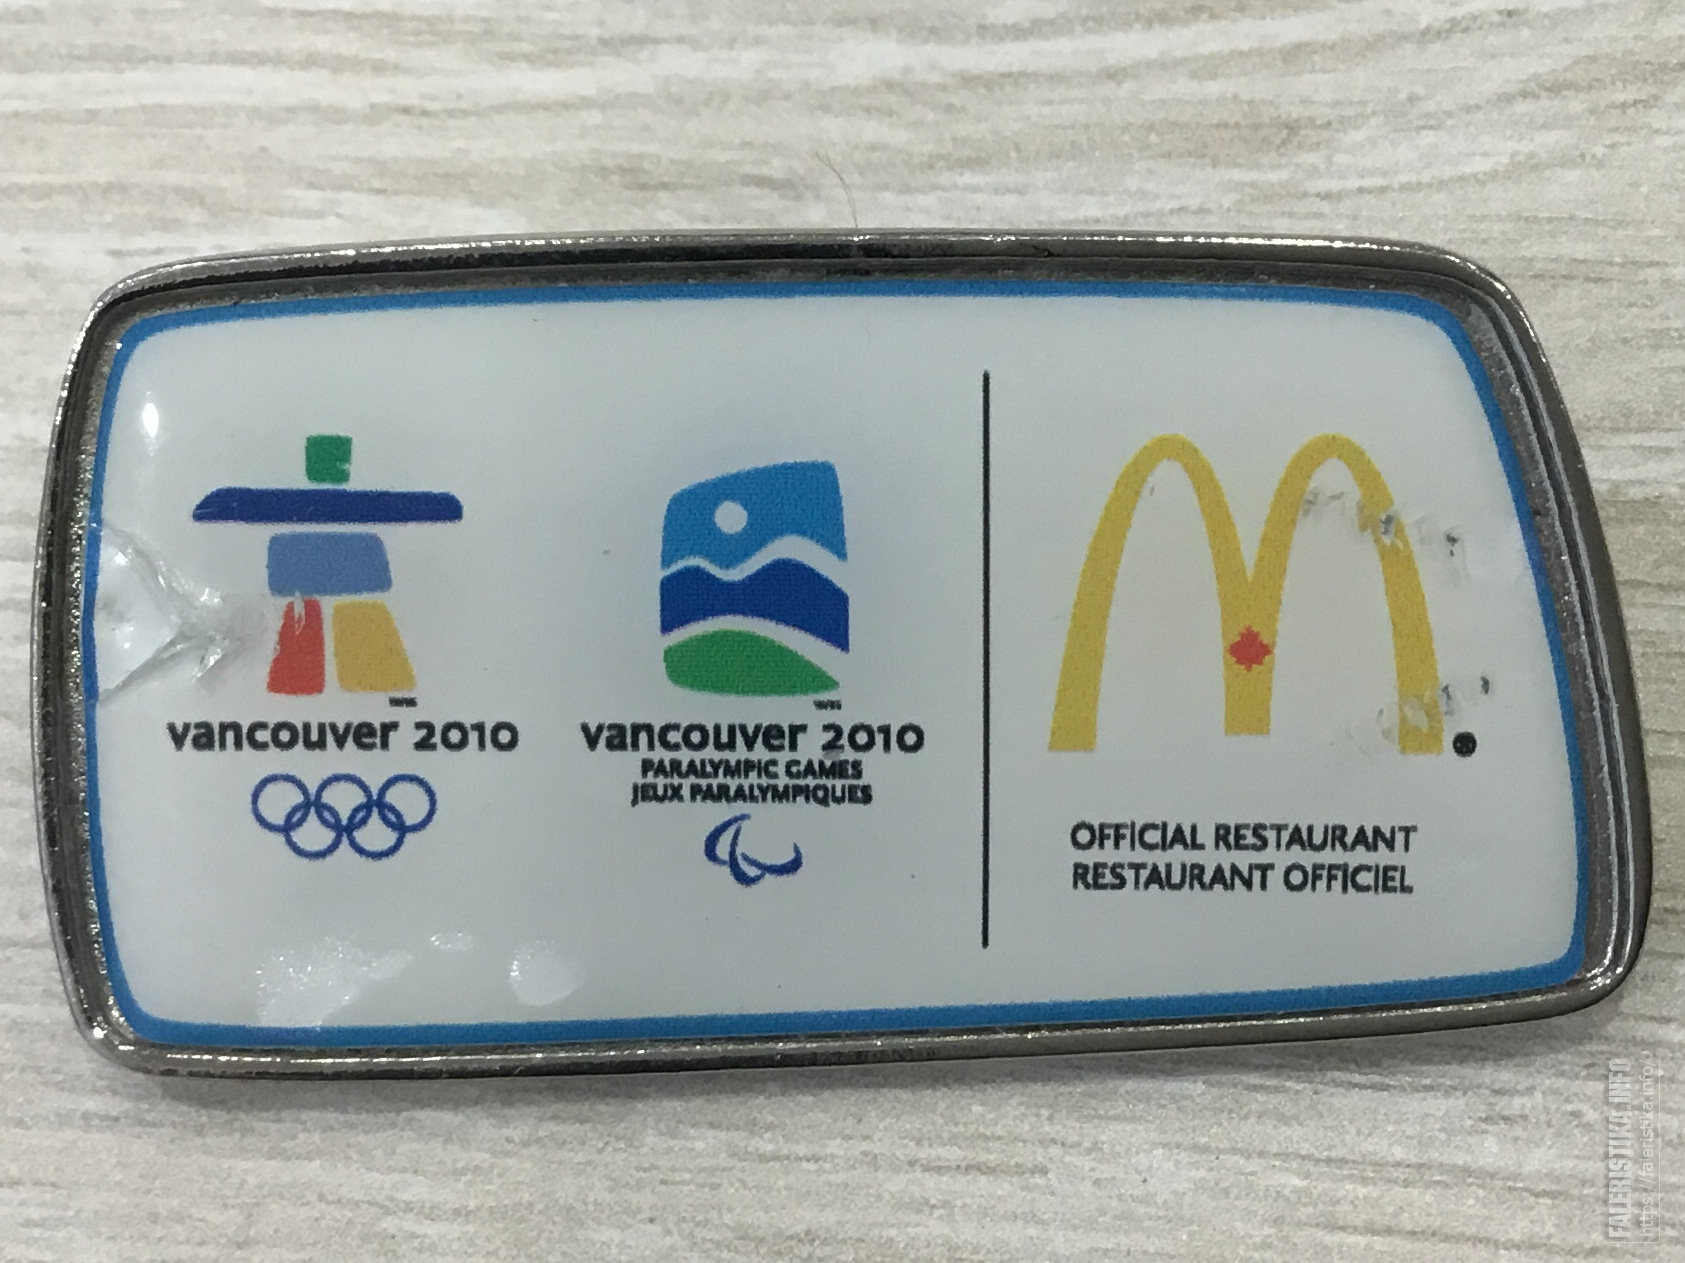 vancouver 2010
vancouver 2010
PARALYMPIC GAMES
JEUX PARALYMPIQUES
OFFICIAL RESTAURANT
RESTAURANT OFFICIEL
FALERISTIKA.INFO
https://faleristika.info